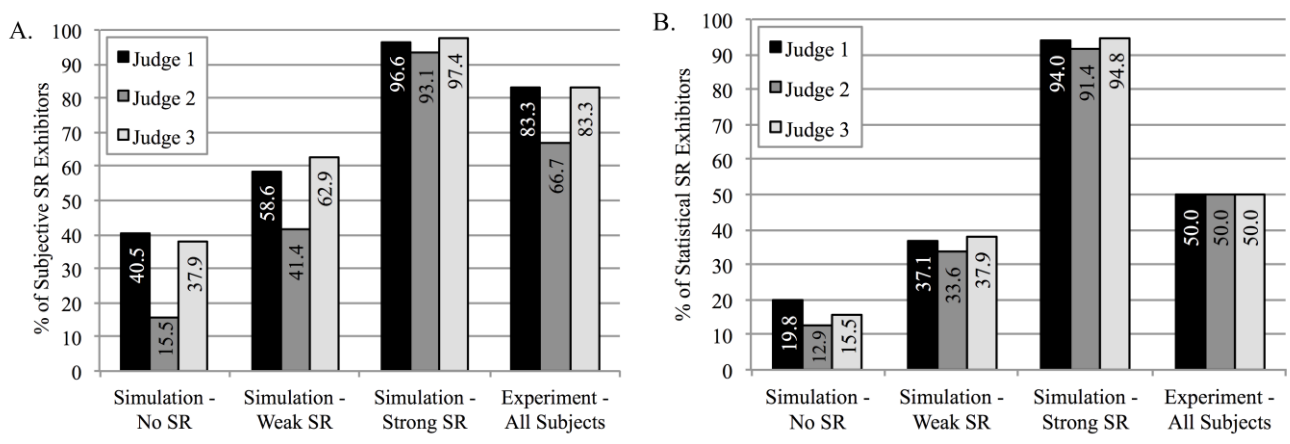 A.
% of Subjective SR Exhibitors
100
90
80
70
60
50
40
30
20
10
0
Judge 1
Judge 2
Judge 3
40.5
15.5
37.9
58.6
41.4
62.9
96.6
93.1
97.4
83.3
66.7
83.3
Simulation -
No SR
Simulation -
Weak SR
Simulation -
Strong SR
Experiment -
All Subjects
B.
% of Statistical SR Exhibitors
100
90
80
70
60
50
40
30
20
10
0
Judge 1
Judge 2
Judge 3
19.8
12.9
15.5
37.1
33.6
37.9
94.0
91.4
94.8
50.0
50.0
50.0
Simulation -
No SR
Simulation -
Weak SR
Simulation -
Strong SR
Experiment -
All Subjects